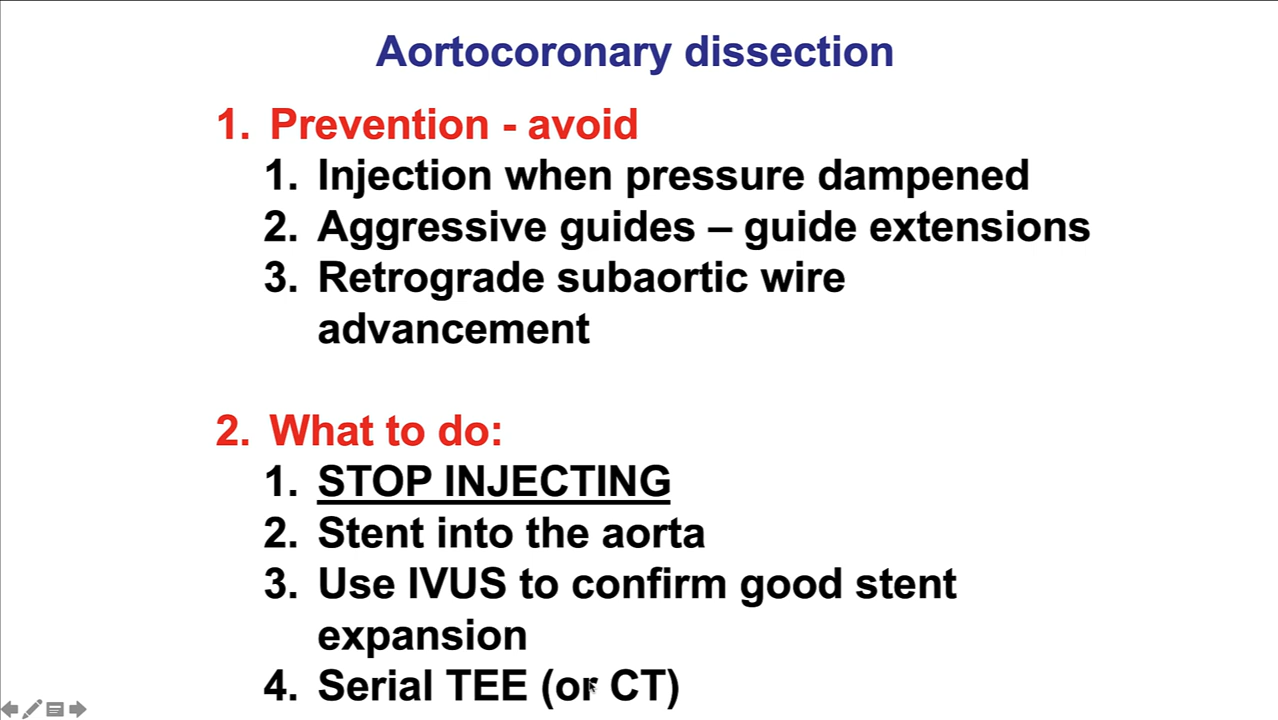 Aortocoronary dissection
1. Prevention - avoid
1. Injection when pressure dampened
2. Aggressive guides – guide extensions
3. Retrograde subaortic wire
advancement
2. What to do:
1. STOP INJECTING
2. Stent into the aorta
3. Use IVUS to confirm good stent
expansion
4. Serial TEE (or CT)